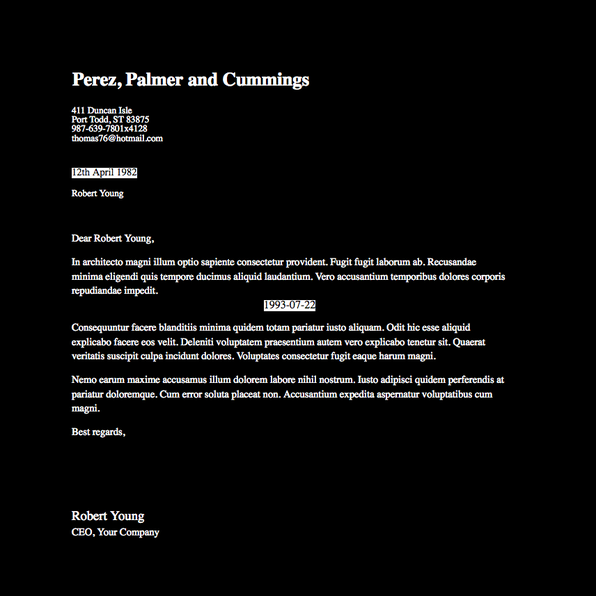 Perez, Palmer and Cummings
411 Duncan Isle
Port Todd, ST 83875
987-639-7801x4128
thomas76@hotmail.com
12th April 1982
Robert Young
Dear Robert Young,
In architecto magni illum optio sapiente consectetur provident. Fugit fugit laborum ab. Recusandae
minima eligendi quis tempore ducimus aliquid laudantium. Vero accusantium temporibus dolores corporis
repudiandae impedit.
1993-07-22
Consequuntur facere blanditiis minima quidem totam pariatur iusto aliquam. Odit hic esse aliquid
explicabo facere eos velit. Deleniti voluptatem praesentium autem vero explicabo tenetur sit. Quaerat
veritatis suscipit culpa incidunt dolores. Voluptates consectetur fugit eaque harum magni.
Nemo earum maxime accusamus illum dolorem labore nihil nostrum. Iusto adipisci quidem perferendis at
pariatur doloremque. Cum error soluta placeat non. Accusantium expedita aspernatur voluptatibus cum
magni.
Best regards,
Robert Young
CEO, Your Company